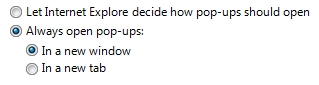 Let Internet Explore decide how pop-ups should open
Always open pop-ups:
In a new window
In a new tab